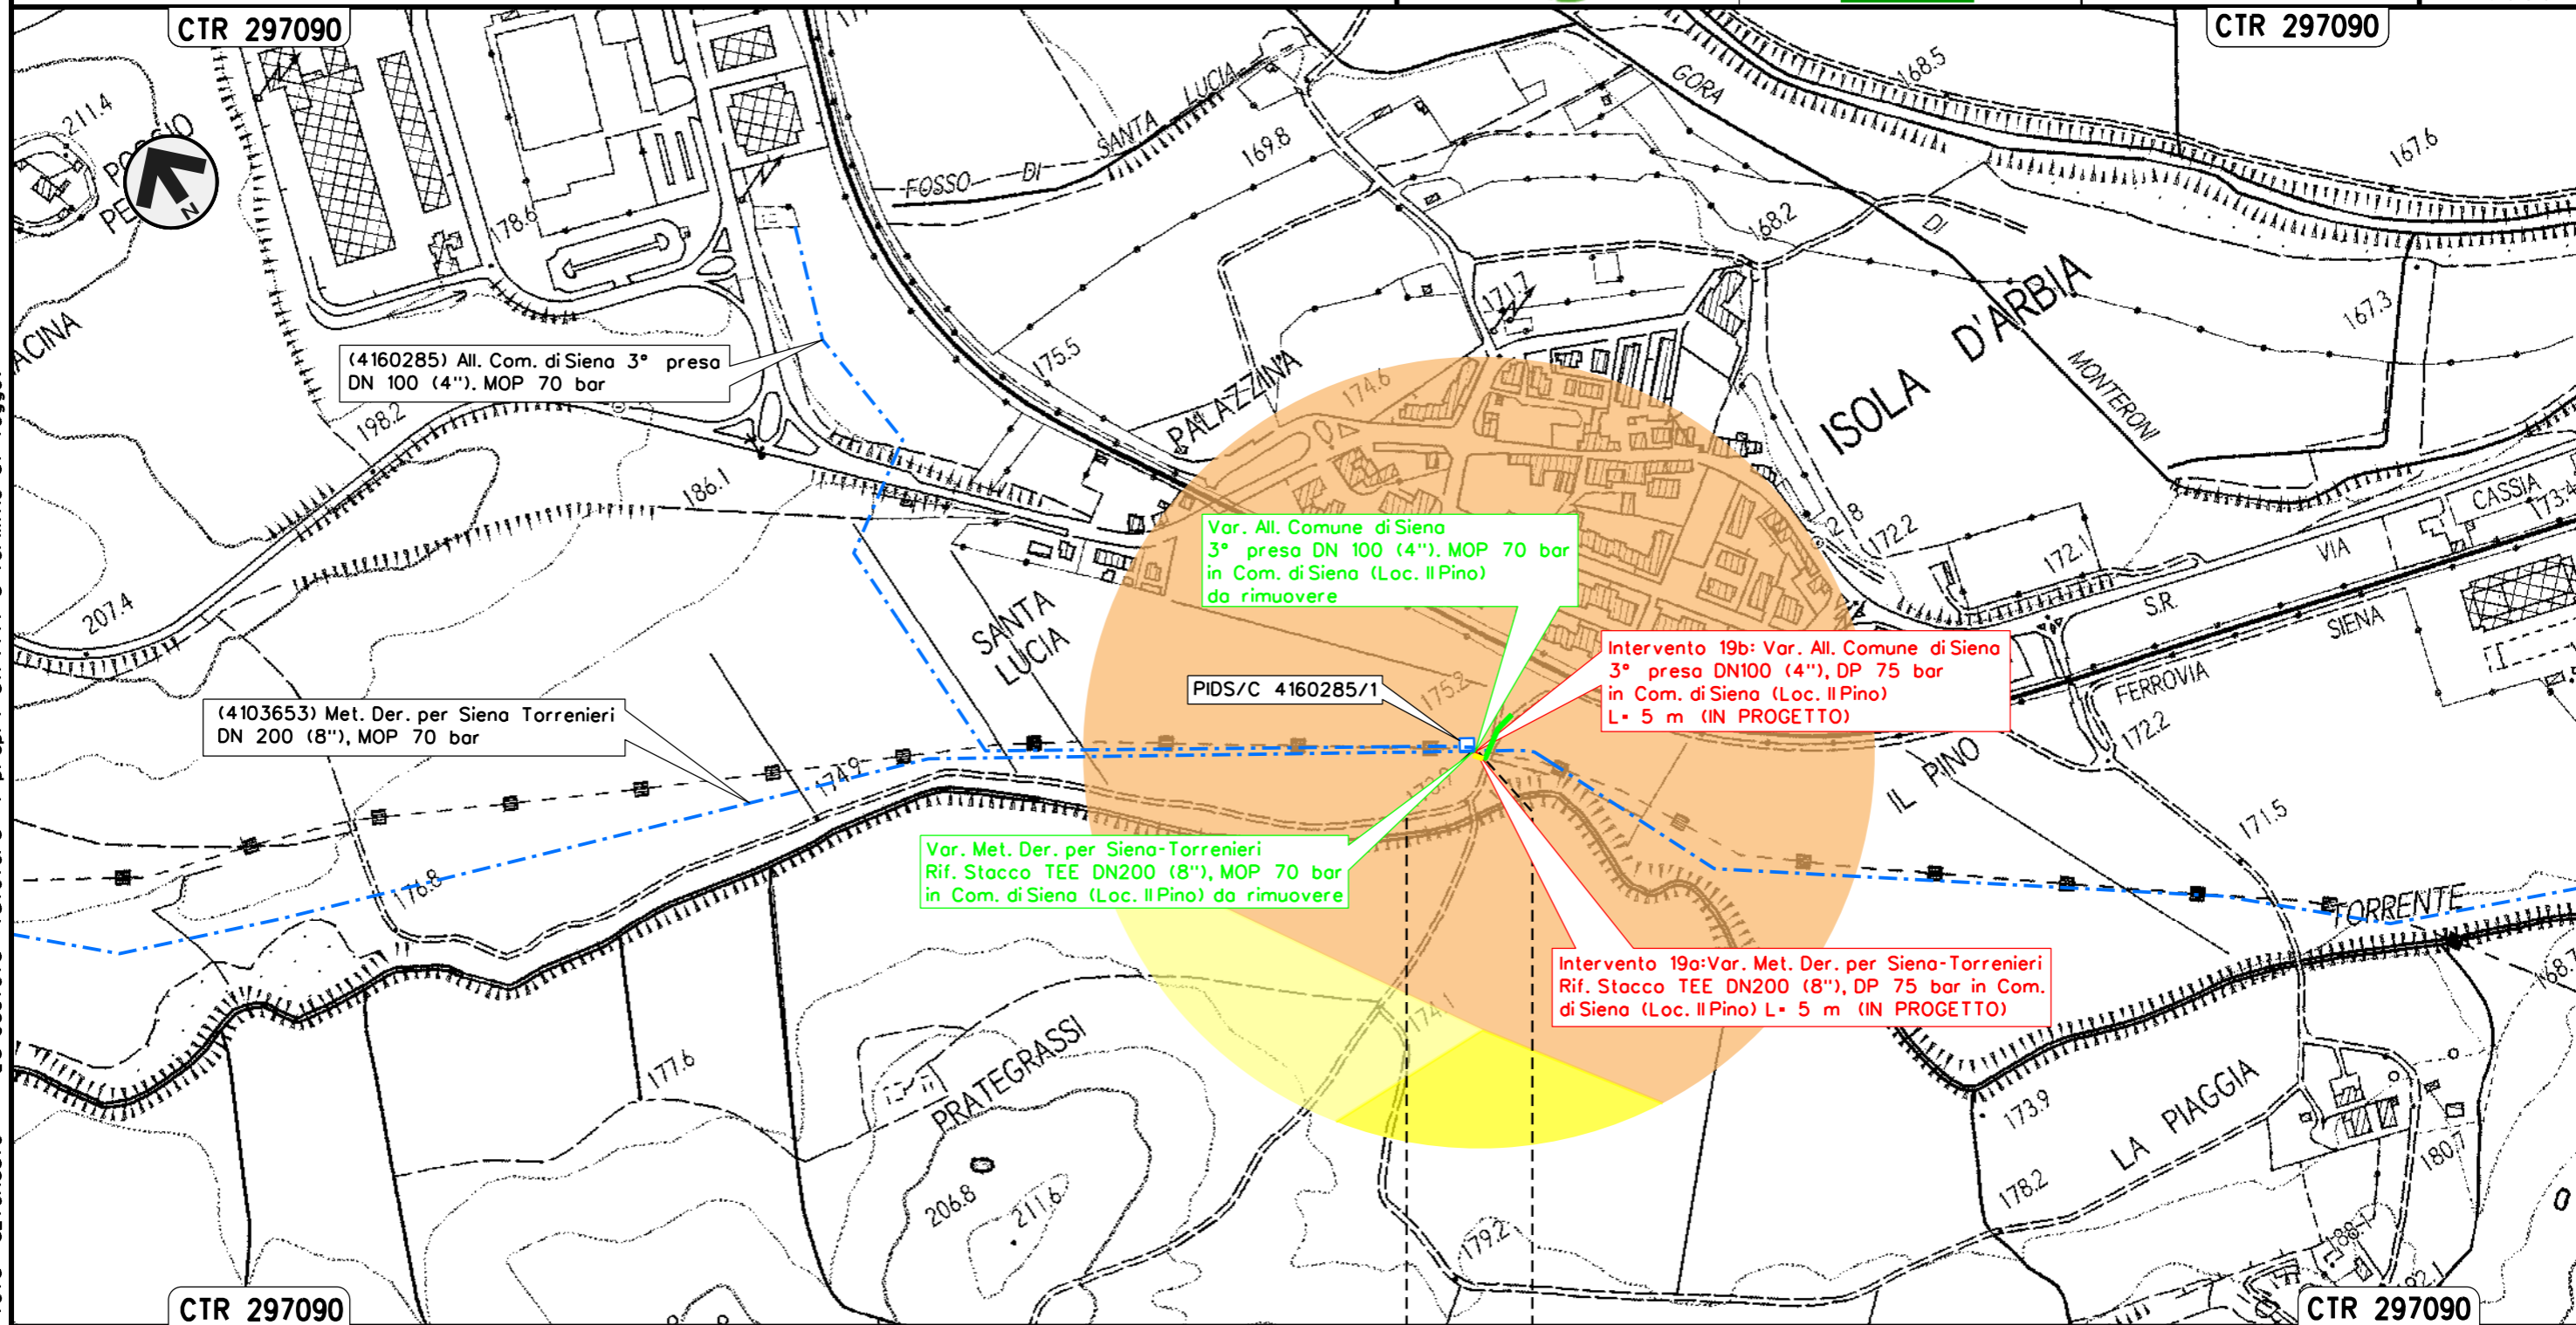 CTR 297090
CTR 297090
211.4
POGGIO
N
ACINA
178.6
FOSSO DI SANTA LUCIA
169.8
GORA
168.5
167.6
168.2
DI
171.7
ISOLA D'ARBIA
167.3
MONTERONI
(4160285) All. Com. di Siena 3° presa
DN 100 (4"). MOP 70 bar
175.5
PALAZZINA
174.6
198.2
186.1
207.4
SANTA
LUCIA
Var. All. Comune di Siena
3° presa DN 100 (4"). MOP 70 bar
in Com. di Siena (Loc. Il Pino)
da rimuovere
172.2
172.1
VIA
CASSIA
173.4
S.R.
SIENA
FERROVIA
172.2
Intervento 19b: Var. All. Comune di Siena
3° presa DN100 (4"), DP 75 bar
in Com. di Siena (Loc. Il Pino)
L= 5 m (IN PROGETTO)
PIDS/C 4160285/1
175.2
(4103653) Met. Der. per Siena Torrenieri
DN 200 (8"), MOP 70 bar
174.9
IL PINO
171.5
176.8
Var. Met. Der. per Siena-Torrenieri
Rif. Stacco TEE DN200 (8"), MOP 70 bar
in Com. di Siena (Loc. Il Pino) da rimuovere
TORRENTE
168.7
Intervento 19a:Var. Met. Der. per Siena-Torrenieri
Rif. Stacco TEE DN200 (8"), DP 75 bar in Com.
di Siena (Loc. Il Pino) L= 5 m (IN PROGETTO)
174.1
177.6
PRATEGRASSI
206.8
211.6
173.9
LA PIAGGIA
180.7
178.2
179.2
188.1
CTR 297090
CTR 297090